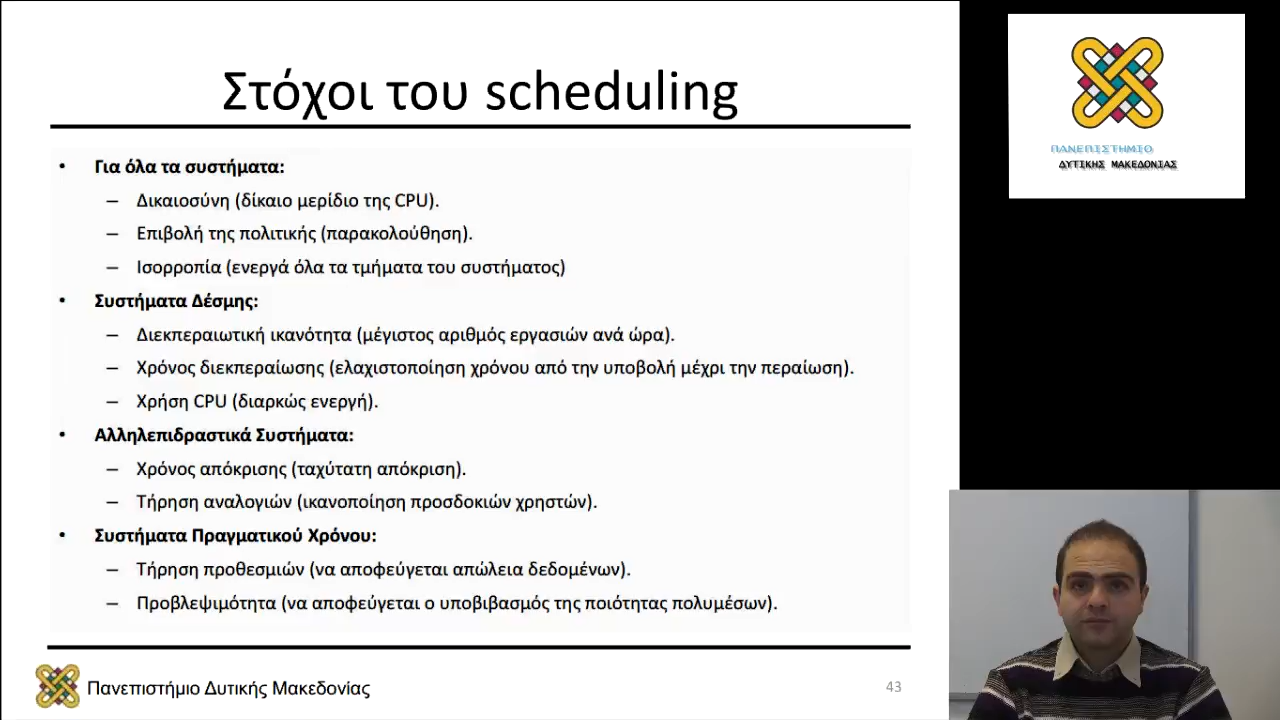 Στόχοι του scheduling
• Για όλα τα συστήματα:
– Δικαιοσύνη (δίκαιο μερίδιο της CPU).
– Επιβολή της πολιτικής (παρακολούθηση).
– Ισορροπία (ενεργά όλα τα τμήματα του συστήματος)
• Συστήματα Δέσμης:
– Διεκπεραιωτική ικανότητα (μέγιστος αριθμός εργασιών ανά ώρα).
– Χρόνος διεκπεραίωσης (ελαχιστοποίηση χρόνου από την υποβολή μέχρι την περαίωση).
– Χρήση CPU (διαρκώς ενεργή).
• Αλληλεπιδραστικά Συστήματα:
– Χρόνος απόκρισης (ταχύτατη απόκριση).
– Τήρηση αναλογιών (ικανοποίηση προσδοκιών χρηστών).
• Συστήματα Πραγματικού Χρόνου:
– Τήρηση προθεσμιών (να αποφεύγεται απώλεια δεδομένων).
– Προβλεψιμότητα (να αποφεύγεται ο υποβιβασμός της ποιότητας πολυμέσων).
Πανεπιστήμιο Δυτικής Μακεδονίας
43
ΠΑΝΕΠΙΣΤΗΜΙΟ
ΔΥΤΙΚΗΣ ΜΑΚΕΔΟΝΙΑΣ